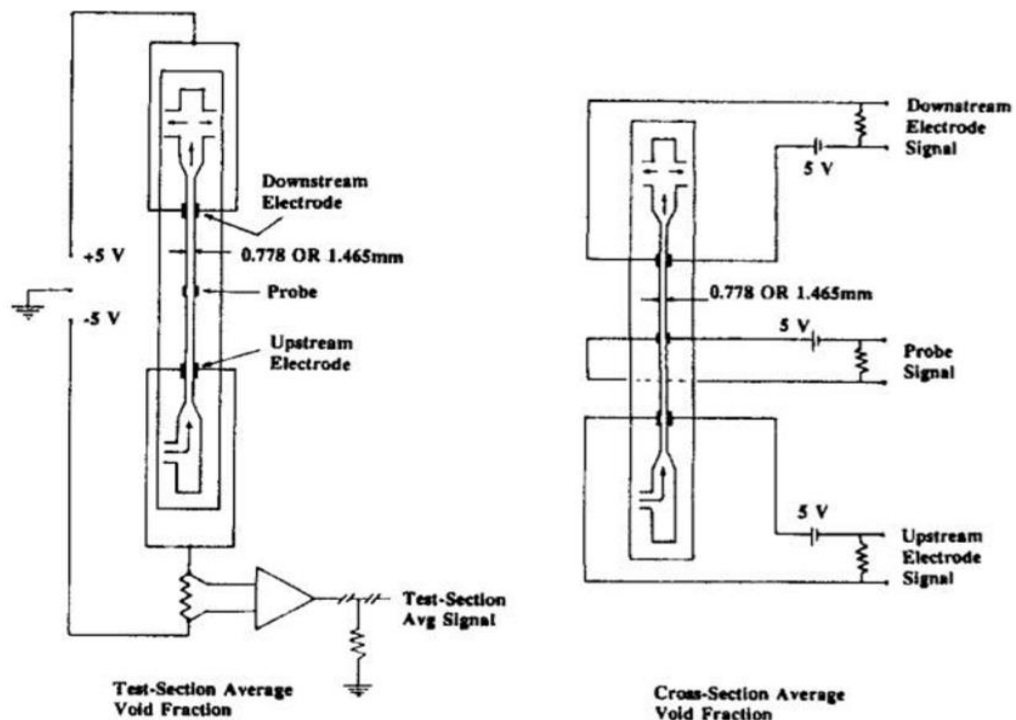 Downstream
Electrode
0.778 OR 1.465mm
+5 V
Probe
-5 V
Upstream
Electrode
Test-Section
Avg Signal
Test-Section Average
Void Fraction
Downstream
Electrode
Signal
5 V
0.778 OR 1.465mm
5 V
Probe
Signal
5 V
Upstream
Electrode
Signal
Cross-Section Average
Void Fraction